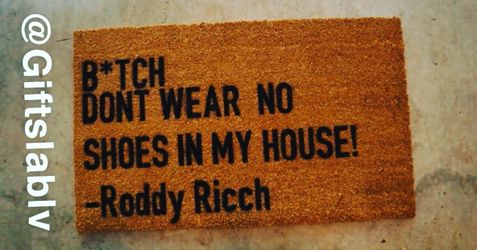 @Giftslablv
B*TCH
DONT WEAR NO
SHOES IN MY HOUSE!
-Roddy Ricch